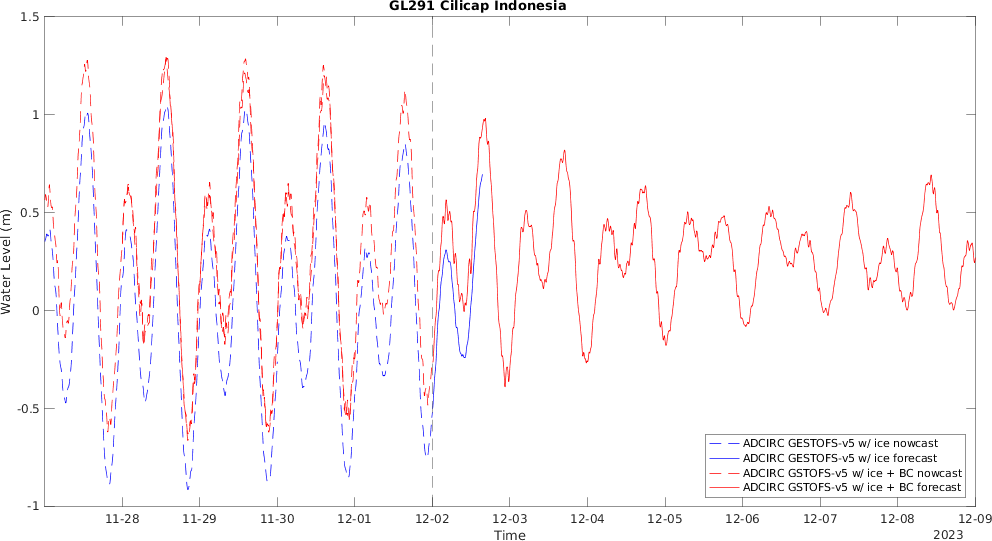 GL291 Cilicap Indonesia
1.5
1
0.5
0
-0.5
-1
Water Level (m)
11-28 11-29 11-30 12-01 12-02 12-03 12-04 12-05 12-06 12-07 12-08 12-09
Time
2023
ADCIRC GESTOFS-v5 w/ ice nowcast
ADCIRC GESTOFS-v5 w/ ice forecast
ADCIRC GSTOFS-v5 w/ ice + BC nowcast
ADCIRC GSTOFS-v5 w/ ice + BC forecast